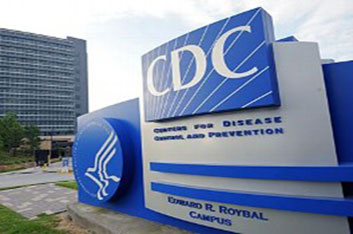 CDC
CENTERS FOR DISEASE
CONTROL AND PREVENTION
EDWARD R. ROYBAL
CAMPUS